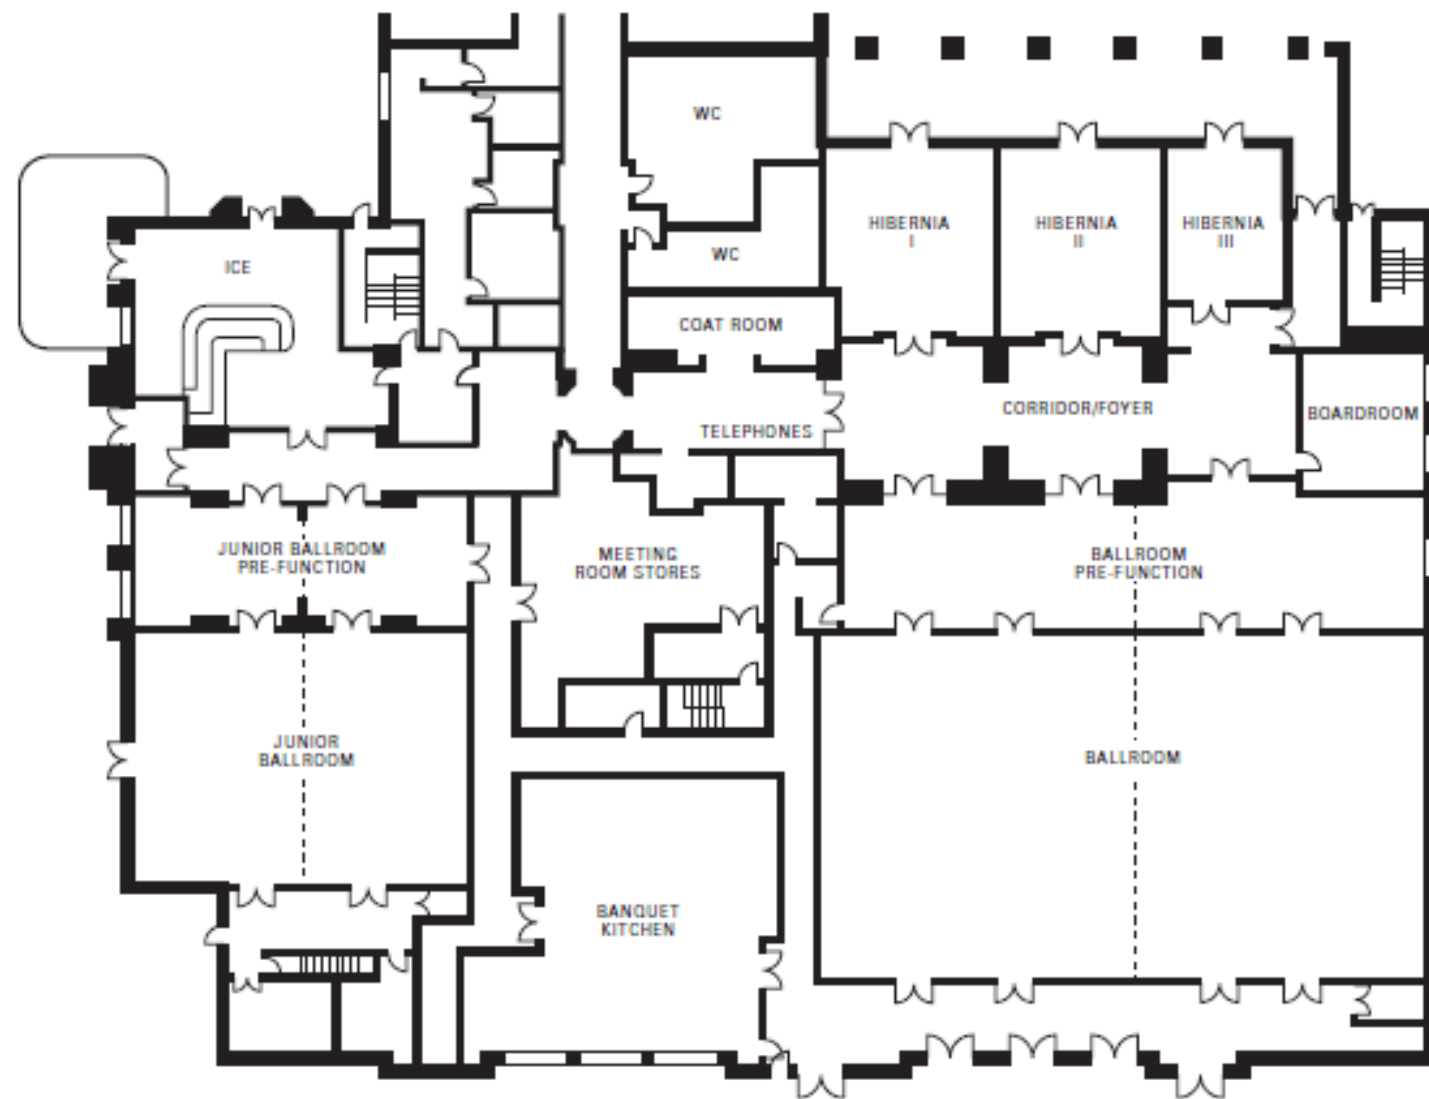 WC
HIBERNIA
I
HIBERNIA
II
HIBERNIA
III
WC
ICE
COAT ROOM
CORRIDOR/FOYER
BOARDROOM
TELEPHONES
JUNIOR BALLROOM
PRE-FUNCTION
MEETING
ROOM STORES
BALLROOM
PRE-FUNCTION
JUNIOR
BALLROOM
BALLROOM
BANQUET
KITCHEN